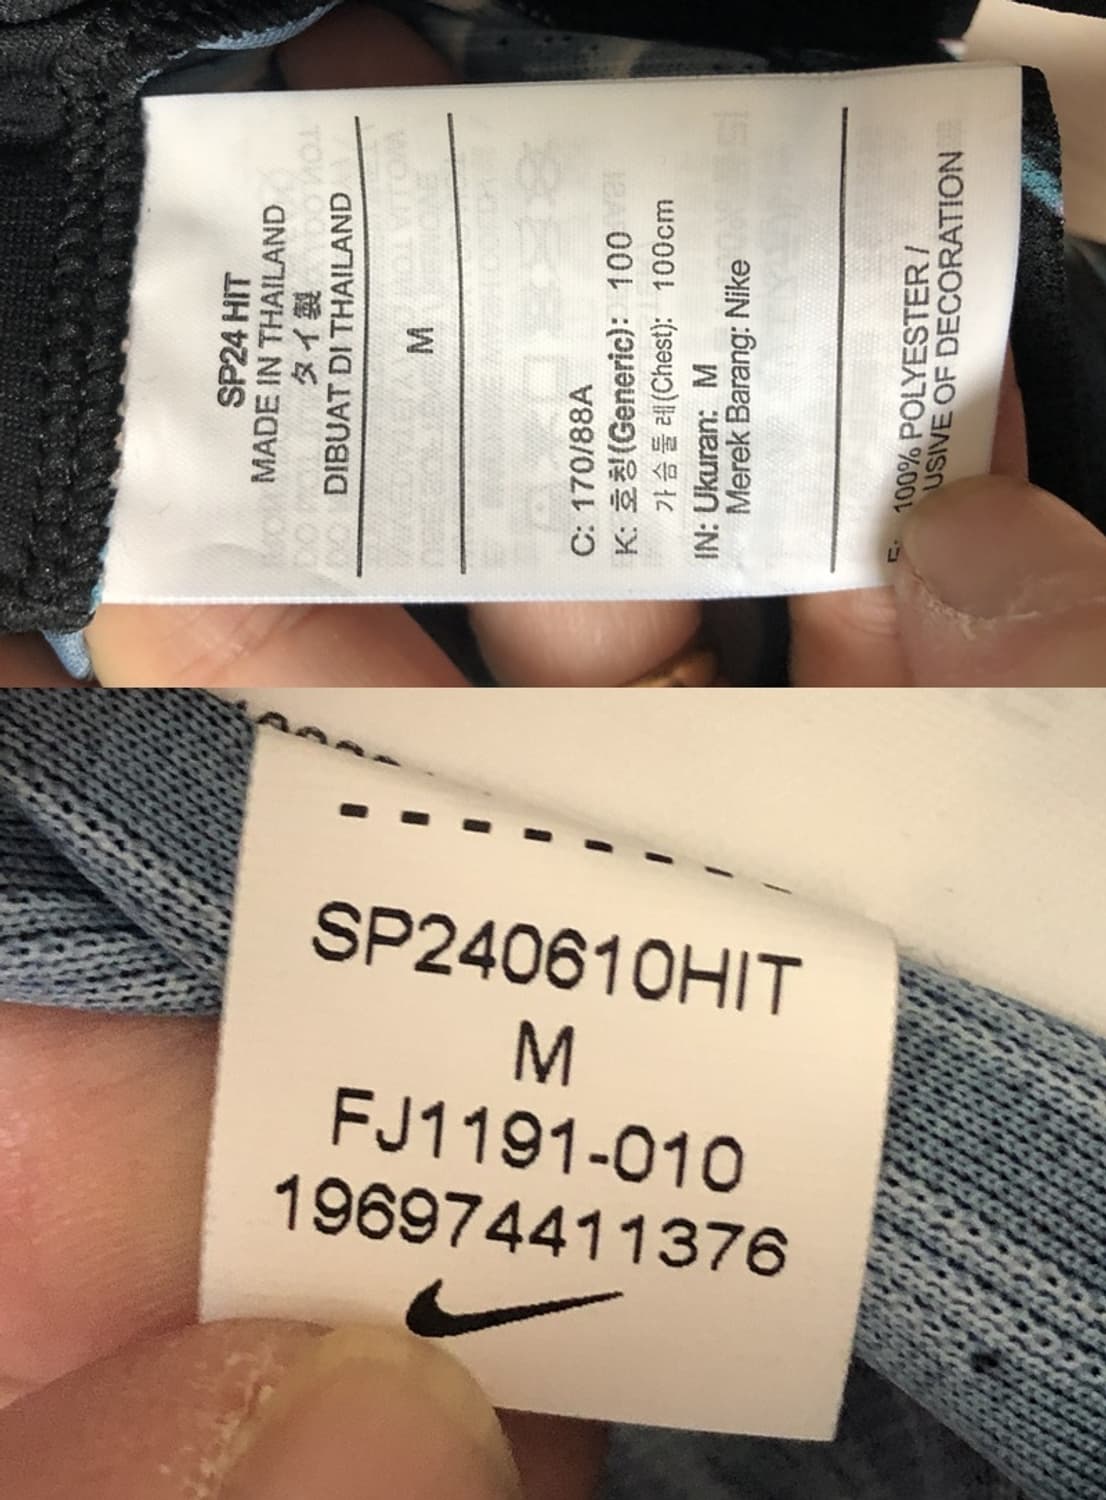 SP24 HIT
MADE IN THAILAND
タイ製
DIBUAT DI THAILAND
M
C: 170/88A
K: 호칭(Generic): 100
가슴둘레(Chest): 100cm
IN: Ukuran: M
Merek Barang: Nike
100% POLYESTER /
USIVE OF DECORATION
SP240610HIT
M
FJ1191-010
196974411376